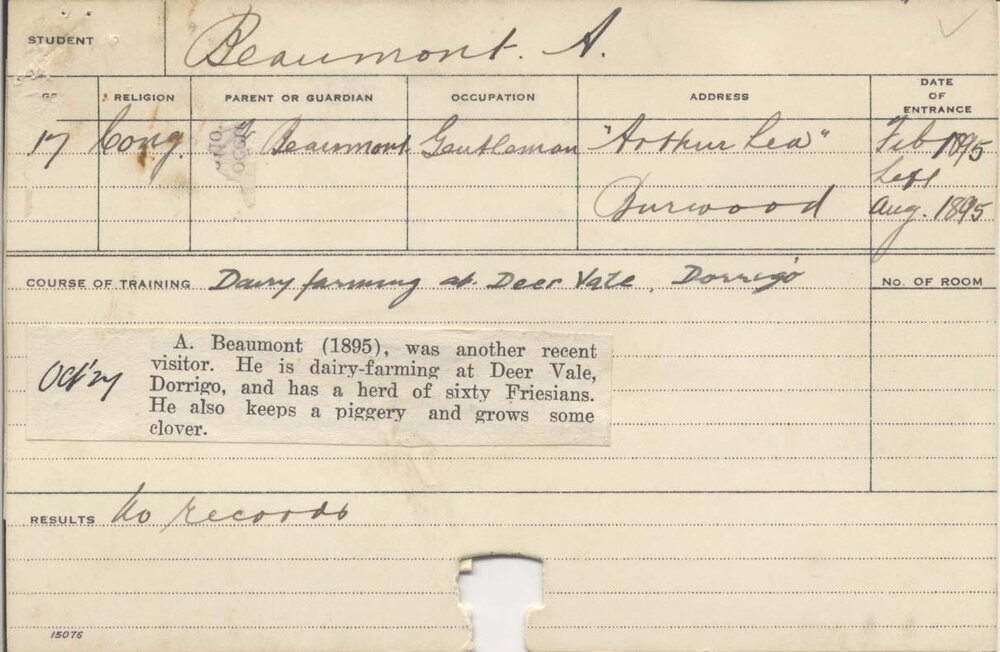 STUDENT Beaumont. A.
RELIGION PARENT OR GUARDIAN OCCUPATION ADDRESS DATE OF ENTRANCE
17 Cong. Beaumont Gentleman "Arthur Lea" Feb 1895
Left
Burwood Aug. 1895
COURSE OF TRAINING Dairy farming at Deer Vale, Dorrigo No. OF ROOM
A. Beaumont (1895), was another recent
visitor. He is dairy-farming at Deer Vale,
Oct '21 Dorrigo, and has a herd of sixty Friesians.
He also keeps a piggery and grows some
clover.
RESULTS No records
15076